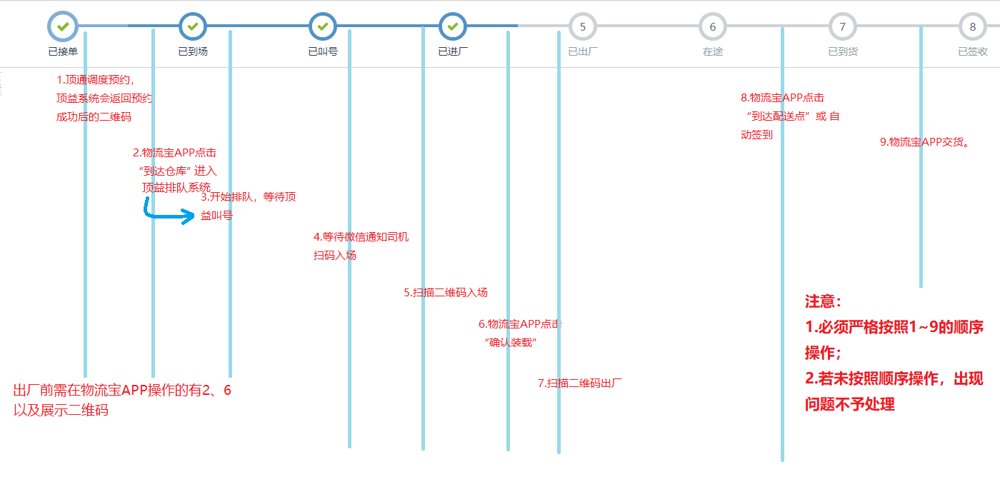 5
6
7
8
已接单
已到场
已叫号
已进厂
已出厂
在途
已到货
已签收
1.顶通调度预约，
顶益系统会返回预约
成功后的二维码
2.物流宝APP点击
“到达仓库” 进入
顶益排队系统
3.开始排队，等待顶
益叫号
4.等待微信通知司机
扫码入场
5.扫描二维码入场
6.物流宝APP点击
“确认装载”
7.扫描二维码出厂
8.物流宝APP点击
“到达配送点” 或 自
动签到
9.物流宝APP交货。
注意：
1.必须严格按照1~9的顺序
操作；
2.若未按照顺序操作，出现
问题不予处理
出厂前需在物流宝APP操作的有2、6
以及展示二维码